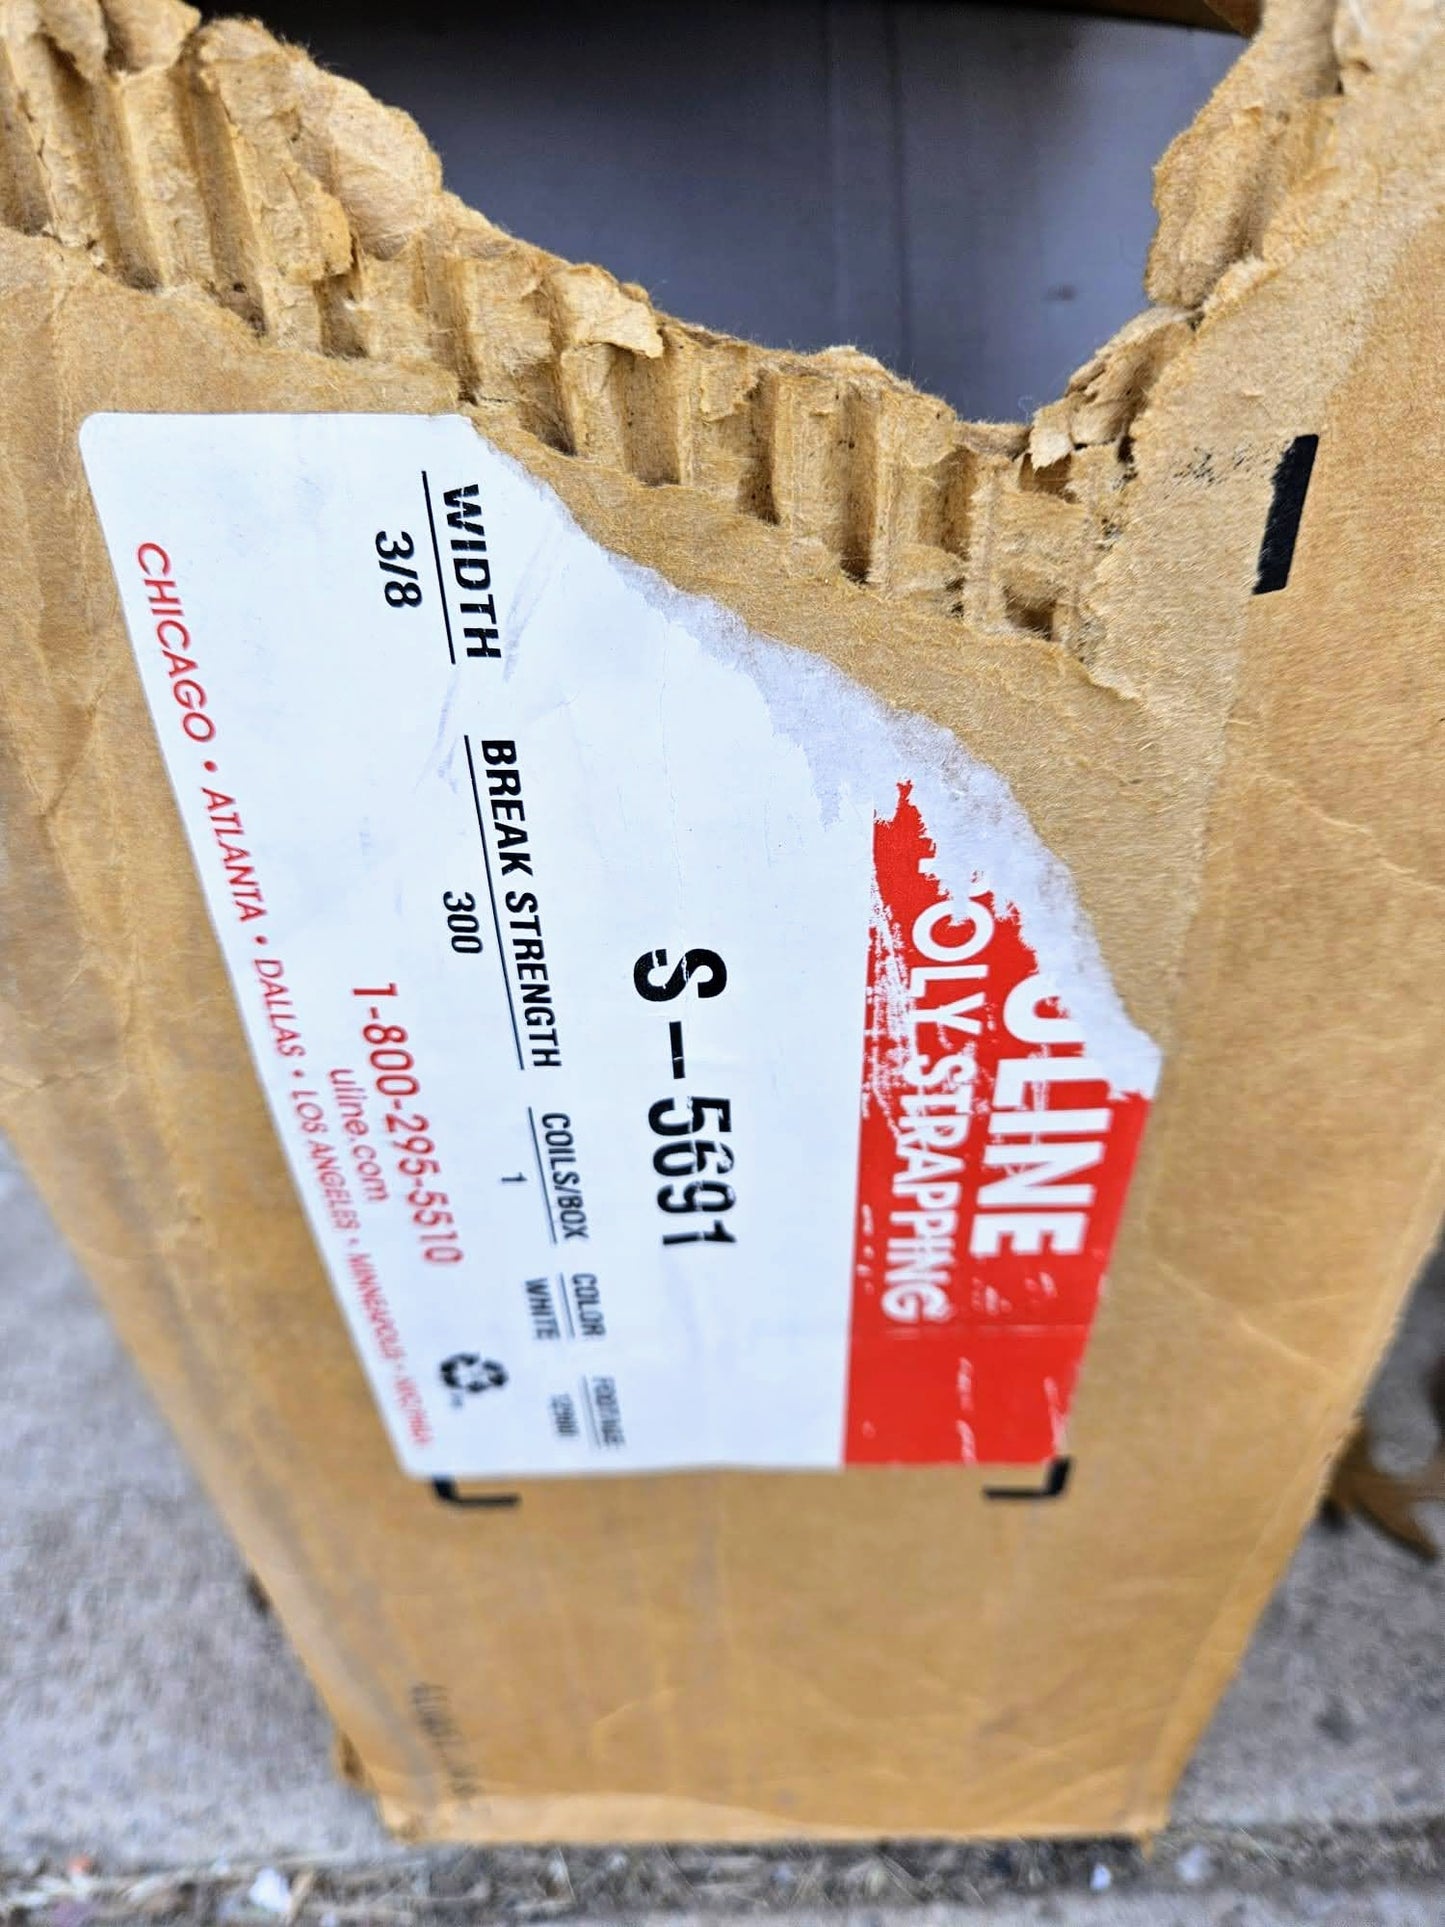 ULINE
OLY STRAPPING
S-5691
WIDTH BREAK STRENGTH COILS/BOX COLOR FOOTAGE
3/8 300 1 WHITE
1-800-295-5510
uline.com
CHICAGO • ATLANTA • DALLAS • LOS ANGELES • MINNEAPOLIS •